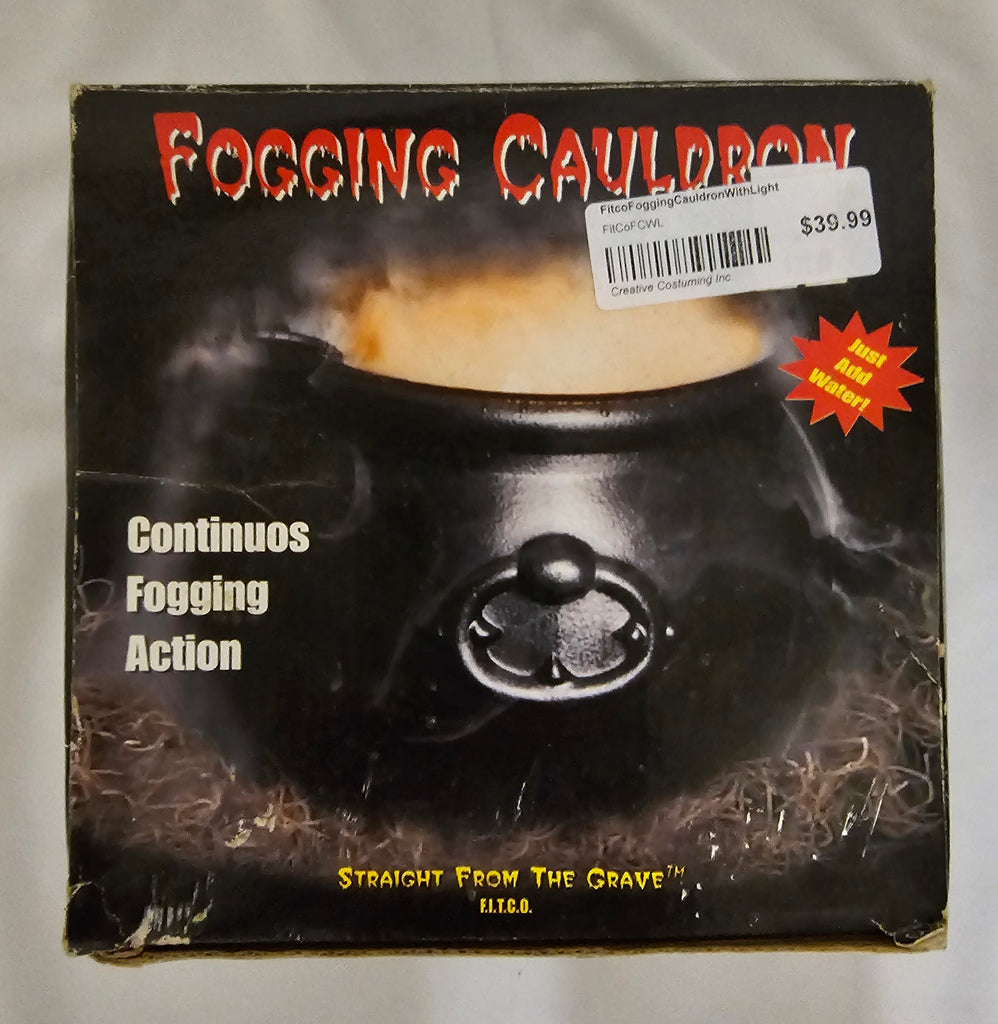 FOGGING CAULDRON
FitcoFoggingCauldronWithLight
FitCoFCWL
$39.99
Creative Costuming Inc
Just
Add
Water!
Continuos
Fogging
Action
STRAIGHT FROM THE GRAVE™
F.I.T.C.O.